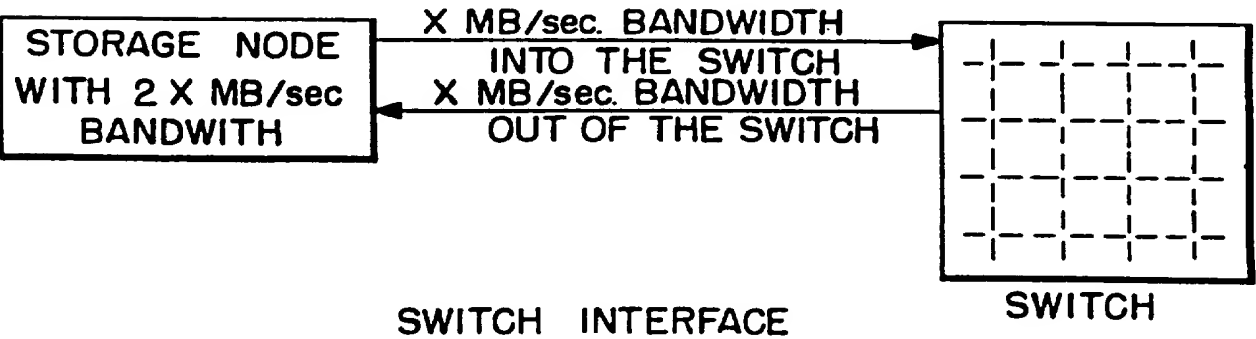 STORAGE NODE
WITH 2 X MB/sec
BANDWITH
X MB/sec. BANDWIDTH
INTO THE SWITCH
X MB/sec. BANDWIDTH
OUT OF THE SWITCH
SWITCH
SWITCH INTERFACE